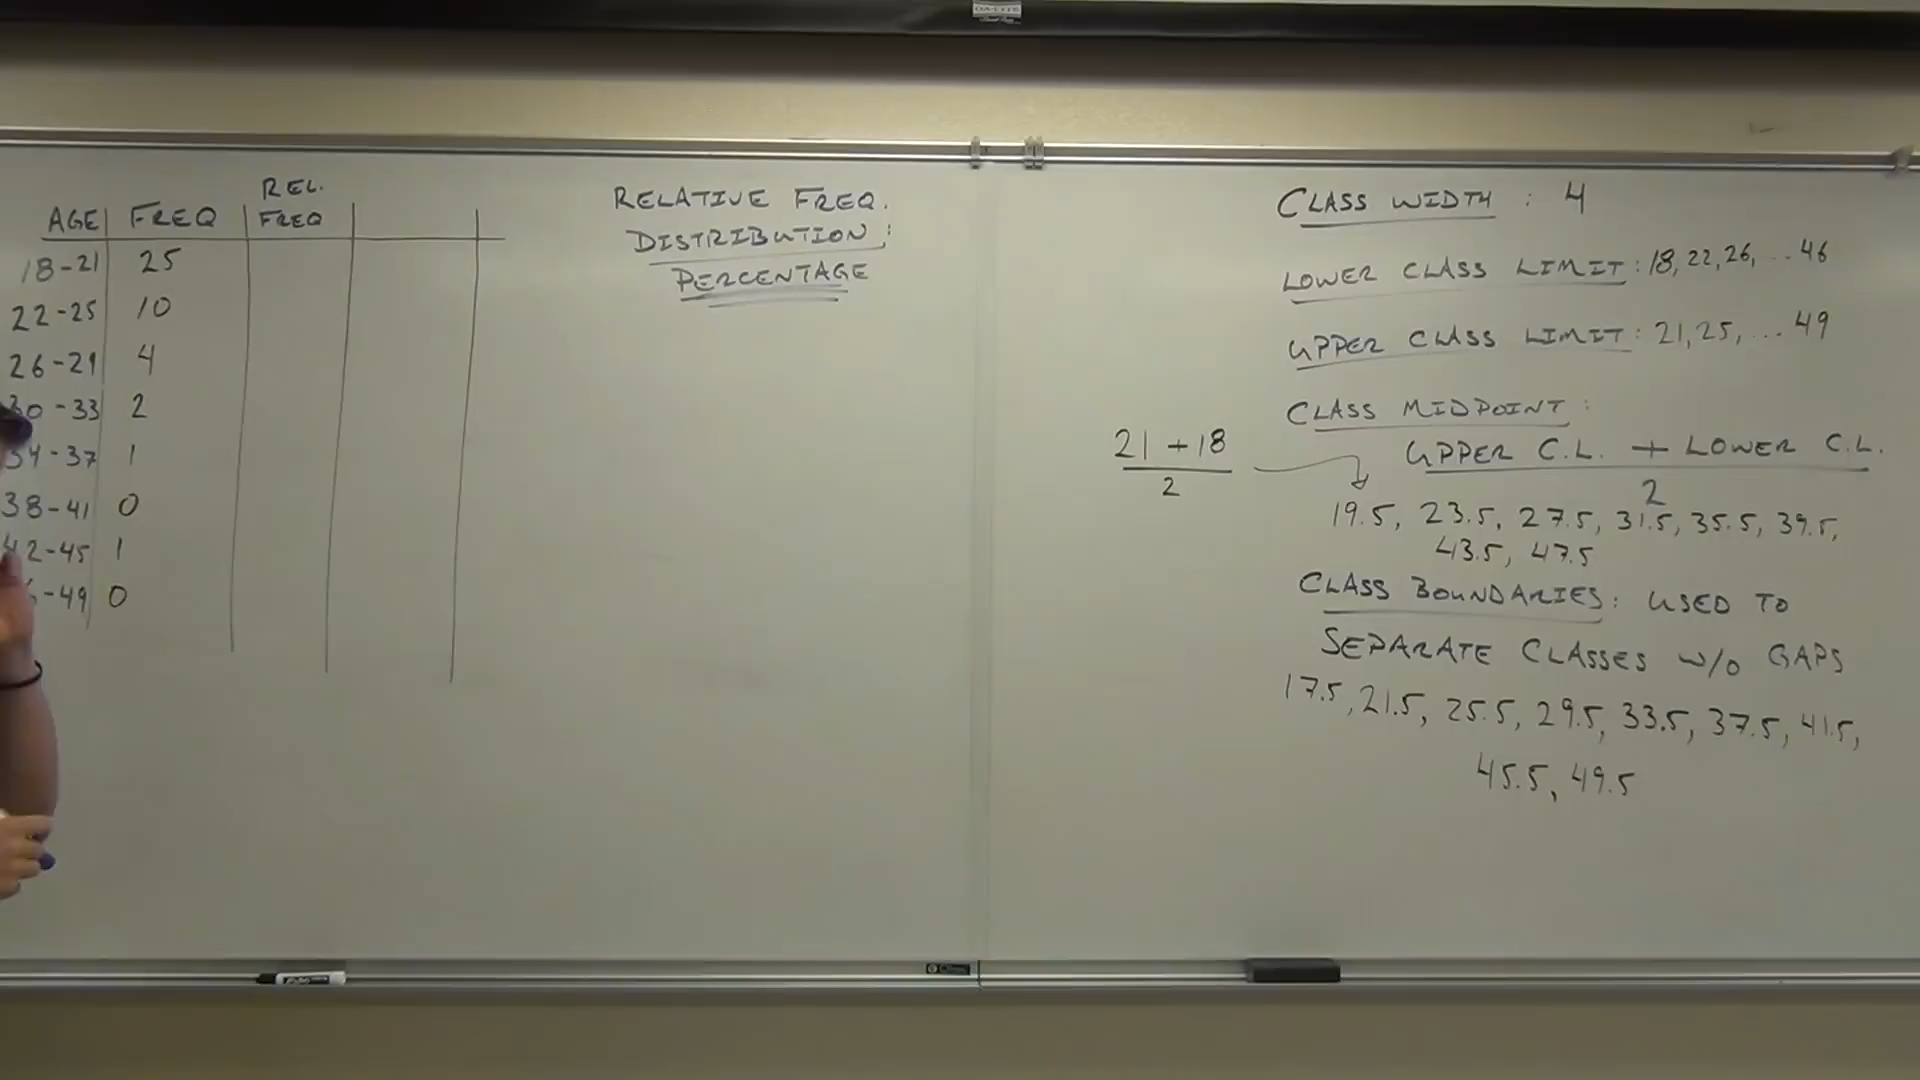 REL.
AGE FREQ FREQ
18-21 25
22-25 10
26-29 4
30-33 2
34-37 1
38-41 0
42-45 1
-49 0
RELATIVE FREQ.
DISTRIBUTION:
PERCENTAGE
CLASS WIDTH: 4
LOWER CLASS LIMIT: 18, 22, 26, ... 46
UPPER CLASS LIMIT: 21, 25, ... 49
CLASS MIDPOINT:
UPPER C.L. + LOWER C.L.
2
21 + 18
2
19.5, 23.5, 27.5, 31.5, 35.5, 39.5,
43.5, 47.5
CLASS BOUNDARIES: USED TO
SEPARATE CLASSES W/O GAPS
17.5, 21.5, 25.5, 29.5, 33.5, 37.5, 41.5,
45.5, 49.5